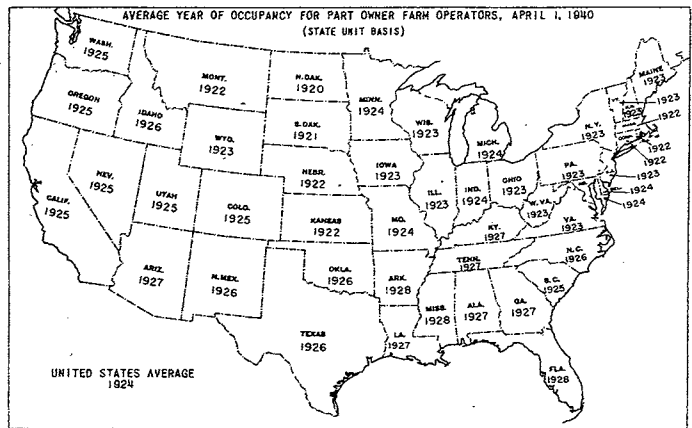 AVERAGE YEAR OF OCCUPANCY FOR PART OWNER FARM OPERATORS, APRIL 1, 1940
(STATE UNIT BASIS)
WASH.
1925
OREGON
1925
IDAHO
1926
MONT.
1922
N.DAK.
1920
MINN.
1924
WIS.
1923
MICH.
1924
MAINE
1923
1923
1923
1922
1922
1922
1923
1924
1924
N.Y.
1923
S.DAK.
1921
WYO.
1923
NEBR.
1922
IOWA
1923
ILL.
1923
IND.
1924
OHIO
1923
PA.
1923
W.VA.
1923
VA.
1923
NEV.
1925
CALIF.
1925
UTAH
1925
COLO.
1925
KANSAS
1922
MO.
1924
KY.
1927
TENN.
1927
N.C.
1926
S.C.
1925
ARIZ.
1927
N.MEX.
1926
OKLA.
1926
ARK.
1928
MISS.
1928
ALA.
1927
GA.
1927
TEXAS
1926
LA.
1927
FLA.
1928
UNITED STATES AVERAGE
1924